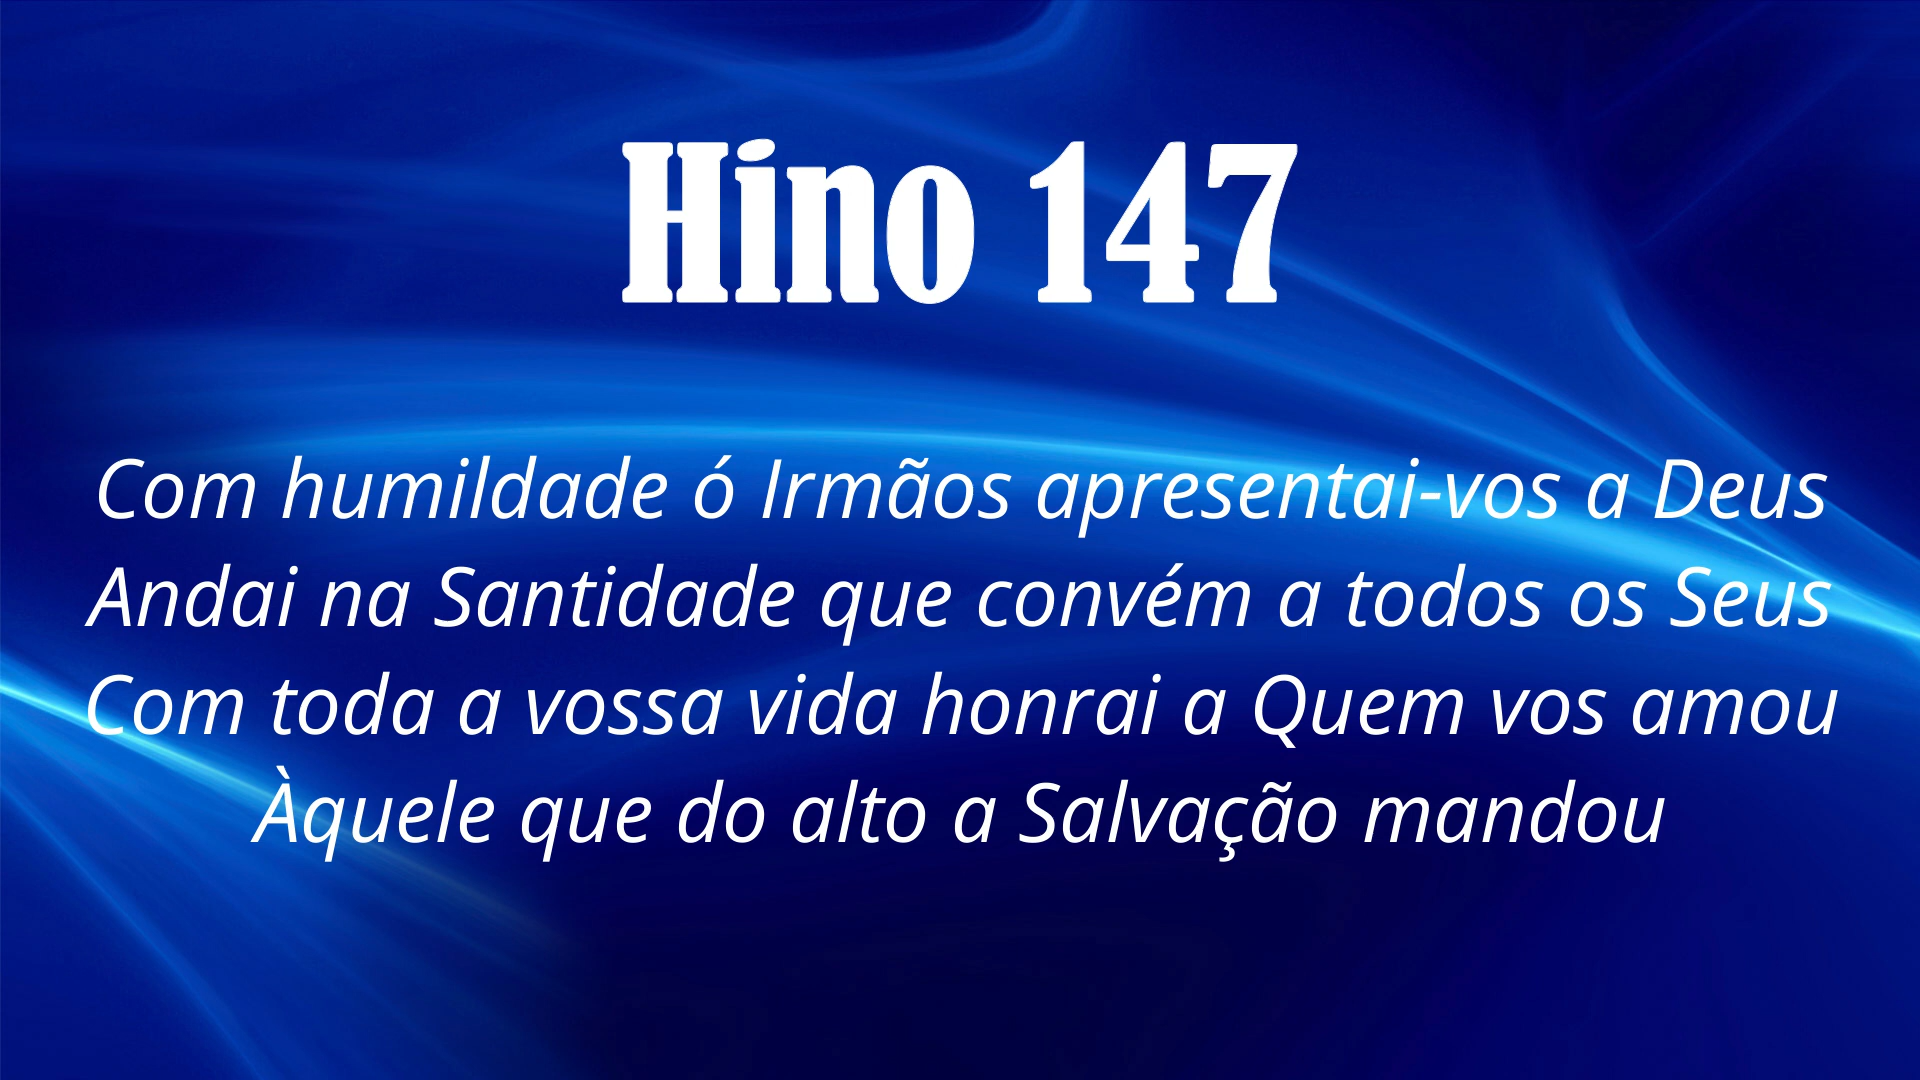 Hino 147
Com humildade ó Irmãos apresentai-vos a Deus
Andai na Santidade que convém a todos os Seus
Com toda a vossa vida honrai a Quem vos amou
Àquele que do alto a Salvação mandou